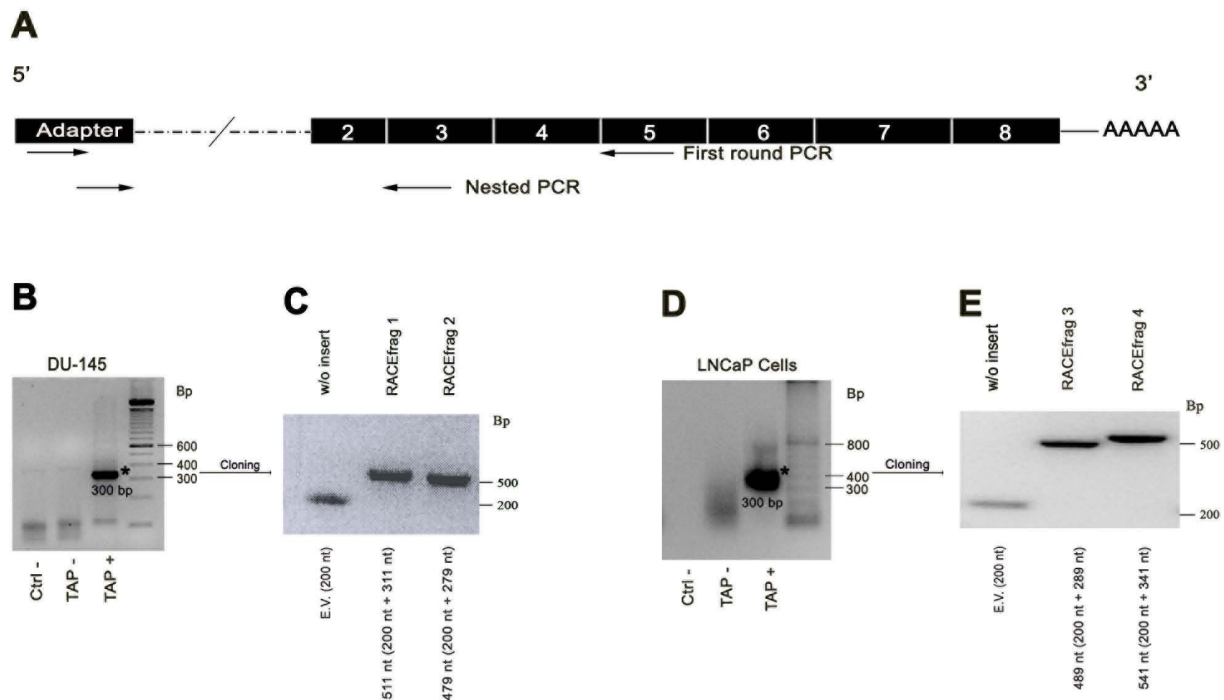 A
5'
3'
Adapter 2 3 4 5 6 7 8 AAAAA
First round PCR
Nested PCR
B
DU-145
Bp
600
400
300
*
300 bp
Ctrl -
TAP -
TAP +
Cloning
C
w/o insert
RACEfrag 1
RACEfrag 2
Bp
500
200
E.V. (200 nt)
511 nt (200 nt + 311 nt)
479 nt (200 nt + 279 nt)
D
LNCaP Cells
Bp
800
400
300
*
300 bp
Ctrl -
TAP -
TAP +
Cloning
E
w/o insert
RACEfrag 3
RACEfrag 4
Bp
500
200
E.V. (200 nt)
489 nt (200 nt + 289 nt)
541 nt (200 nt + 341 nt)